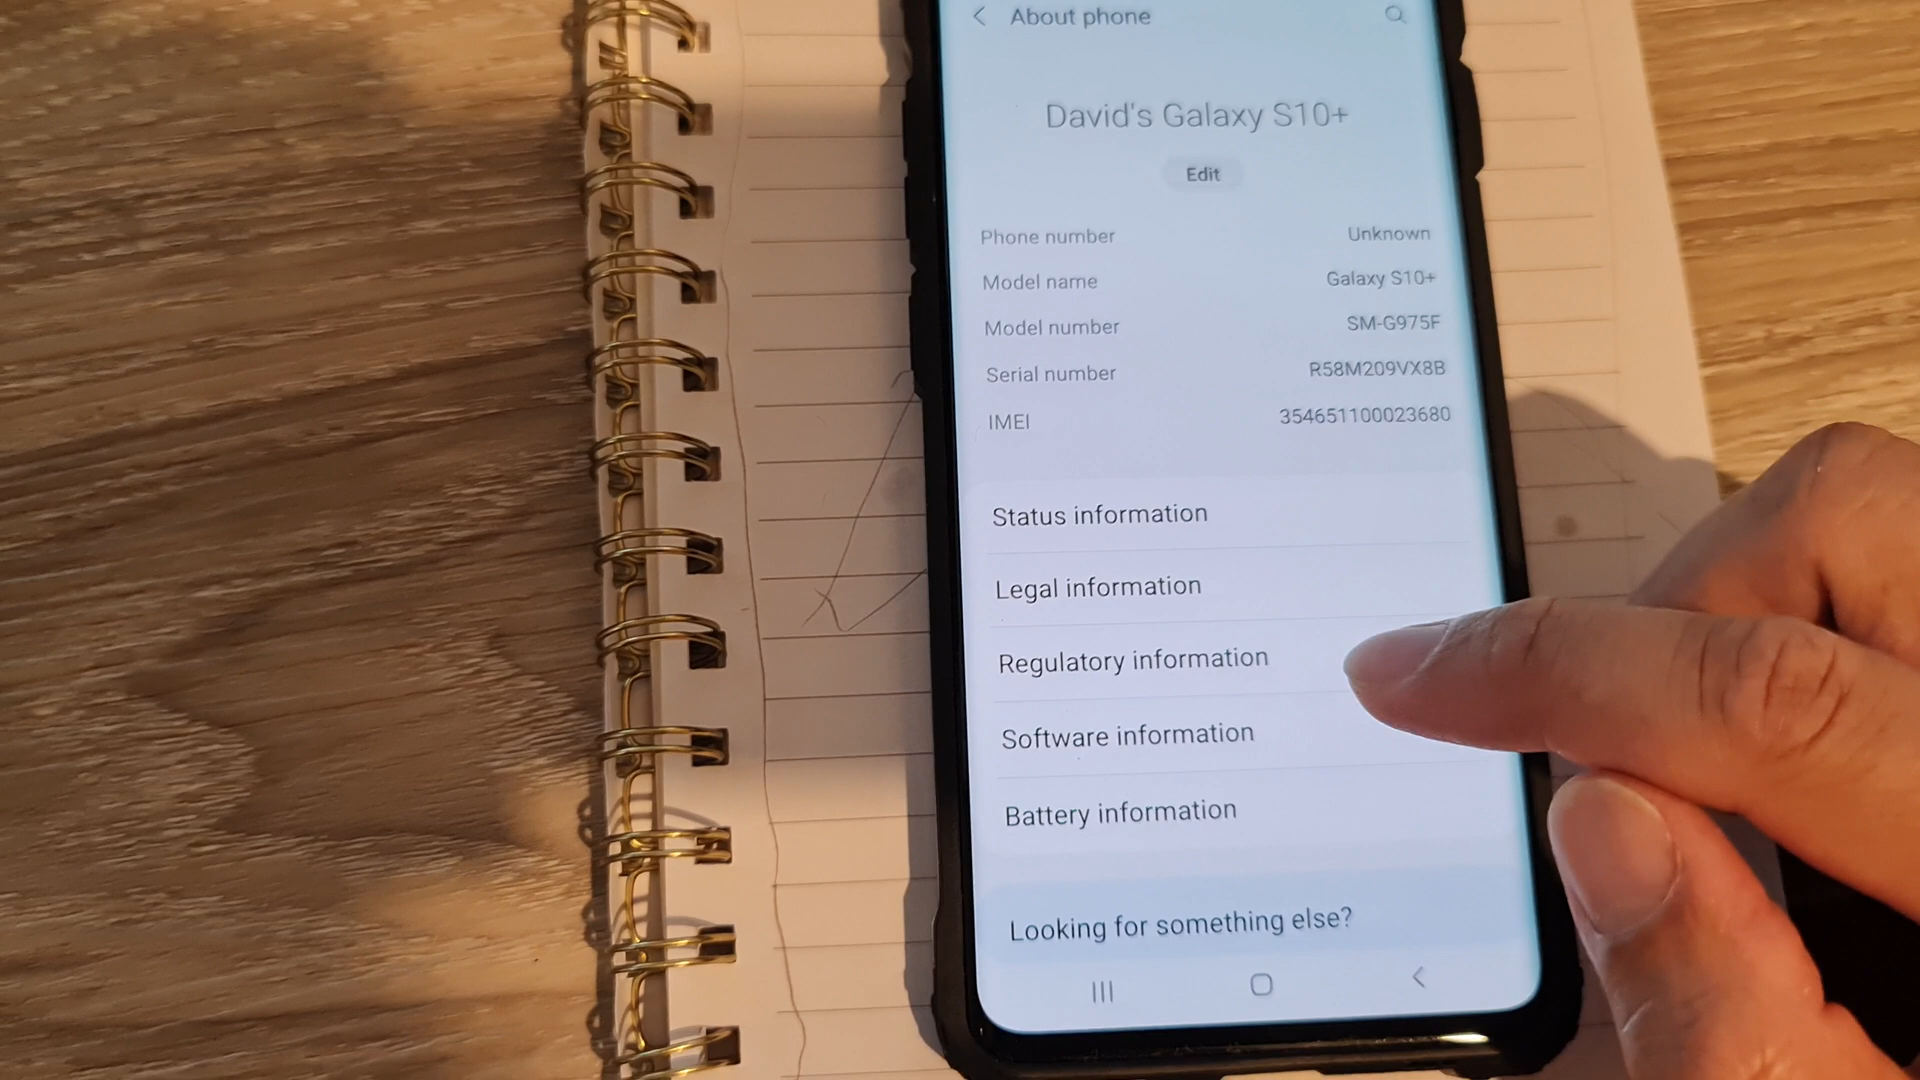 About phone
David's Galaxy S10+
Edit
Phone number Unknown
Model name Galaxy S10+
Model number SM-G975F
Serial number R58M209VX8B
IMEI 354651100023680
Status information
Legal information
Regulatory information
Software information
Battery information
Looking for something else?